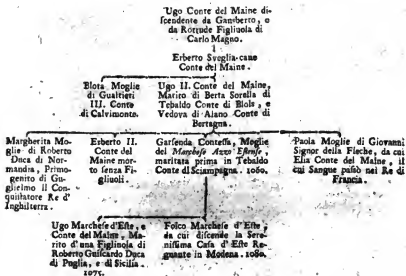 Ugo Conte del Maine di-
scendente da Gamberto, e
da Rotrude Figliuola di
Carlo Magno.
Erberto Sveglia-cane
Conte del Maine.
Biota Moglie
di Gualtieri
III. Conte
di Calvimonte.
Ugo II. Conte del Maine,
Marito di Berta Sorella di
Tebaldo Conte di Blois, e
Vedova di Alano Conte di
Bertagna.
Margherita Mo-
glie di Roberto
Duca di Nor-
mandia, Primo-
genito di Gu-
glielmo il Con-
quistatore Re d'
Inghilterra.
Erberto II.
Conte del
Maine mor-
to senza Fi-
gliuoli.
Garsenda Contessa, Moglie
del Marchese Azzo Estense,
maritata prima in Tebaldo
Conte di Sciampagna. 1060.
Paola Moglie di Giovanni
Signor della Fleche, da cui
Elia Conte del Maine, il
cui Sangue passò nei Re di
Francia.
Ugo Marchese d'Este, e
Conte del Maine, Ma-
rito d'una Figliuola di
Roberto Guiscardo Duca
di Puglia, e di Sicilia.
1075.
Folco Marchese d'Este,
da cui discende la Sere-
nissima Casa d'Este Re-
gnante in Modena. 1080.